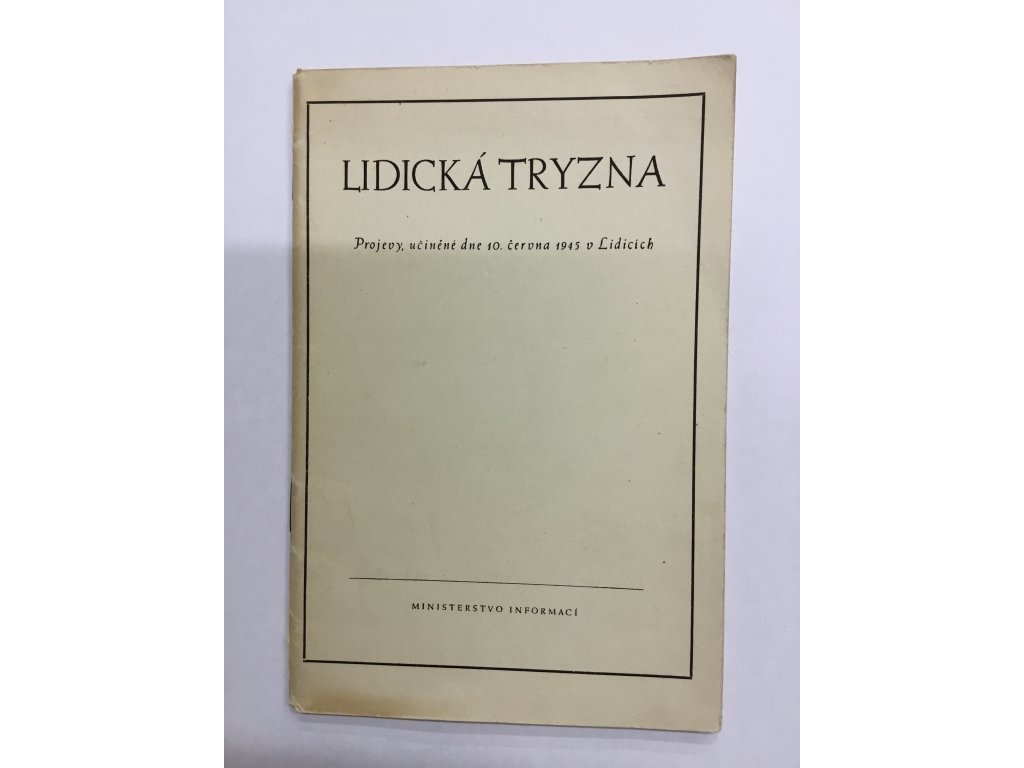 LIDICKÁ TRYZNA
Projevy, učiněné dne 10. června 1945 v Lidicích
MINISTERSTVO INFORMACÍ